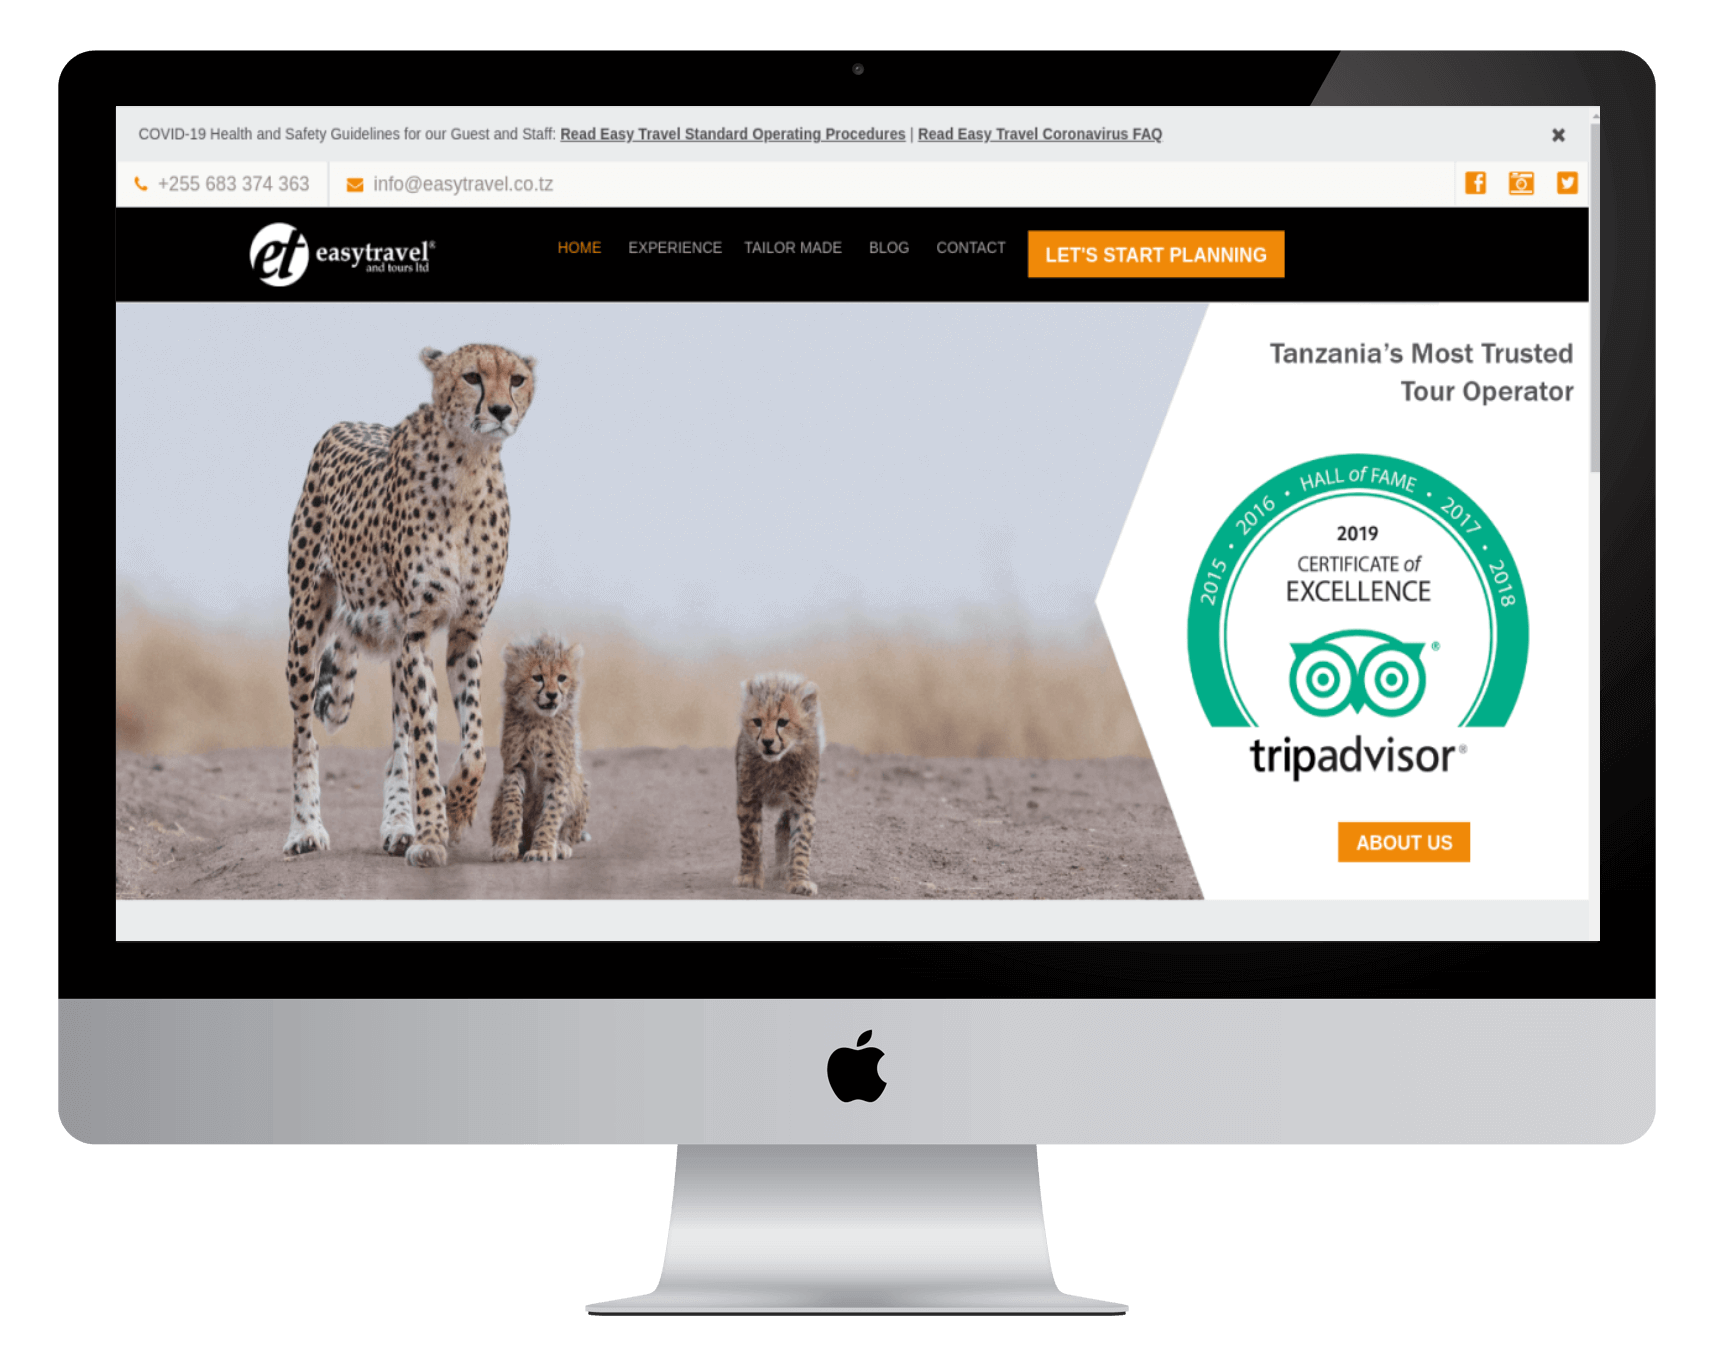 COVID-19 Health and Safety Guidelines for our Guest and Staff: Read Easy Travel Standard Operating Procedures | Read Easy Travel Coronavirus FAQ
+255 683 374 363
info@easytravel.co.tz
et easytravel®
and tours ltd
HOME EXPERIENCE TAILOR MADE BLOG CONTACT LET'S START PLANNING
Tanzania's Most Trusted
Tour Operator
2015 • 2016 • HALL of FAME • 2017 • 2018
2019
CERTIFICATE of
EXCELLENCE
®
tripadvisor®
ABOUT US